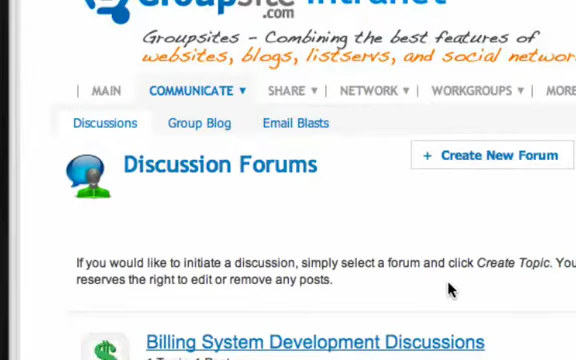 Groupsite Intranet
.com
Groupsites - Combining the best features of
websites, blogs, listservs, and social network
| MAIN COMMUNICATE ▼ | SHARE ▼ | NETWORK ▼ | WORKGROUPS ▼ | MORE
Discussions Group Blog Email Blasts
Discussion Forums
+ Create New Forum
If you would like to initiate a discussion, simply select a forum and click Create Topic. You
reserves the right to edit or remove any posts.
Billing System Development Discussions